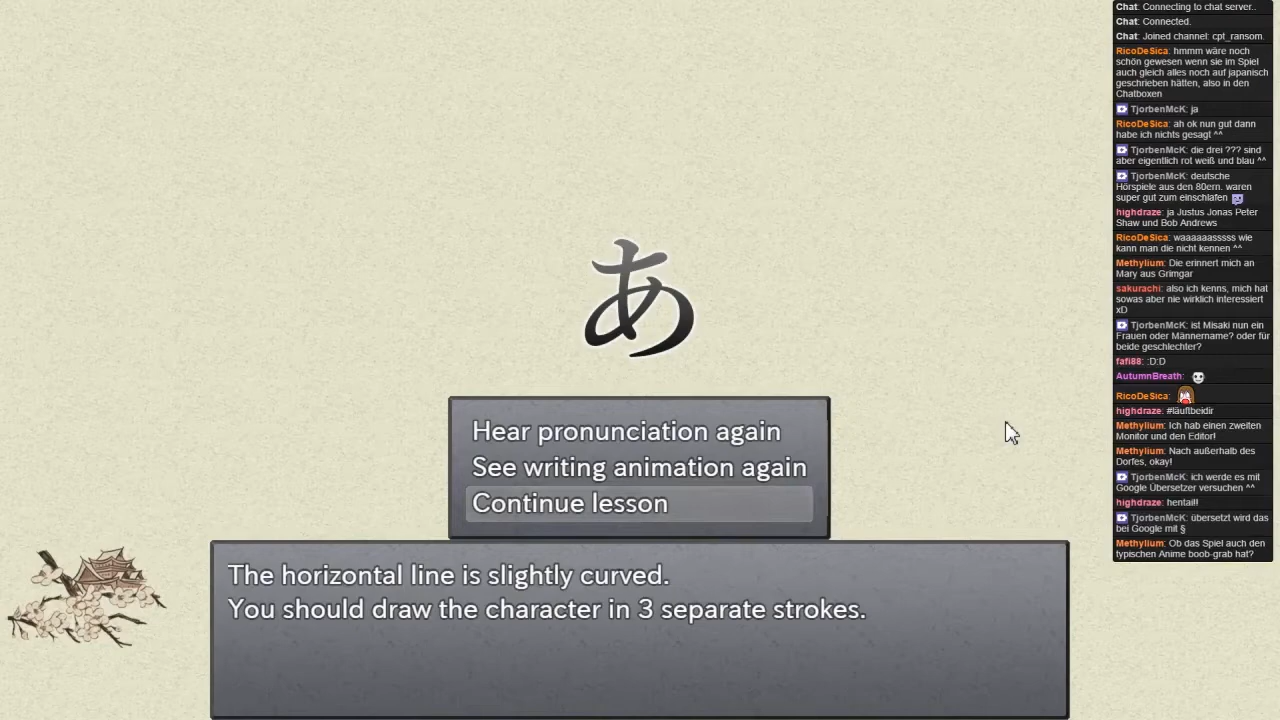 あ
Hear pronunciation again
See writing animation again
Continue lesson
The horizontal line is slightly curved.
You should draw the character in 3 separate strokes.
Chat: Connecting to chat server..
Chat: Connected.
Chat: Joined channel: cpt_ransom.
RicoDeSica: hmmm wäre noch
schön gewesen wenn sie im Spiel
auch gleich alles noch auf japanisch
geschrieben hätten, also in den
Chatboxen
TjorbenMcK: ja
RicoDeSica: ah ok nun gut dann
habe ich nichts gesagt ^^
TjorbenMcK: die drei ??? sind
aber eigentlich rot weiß und blau ^^
TjorbenMcK: deutsche
Hörspiele aus den 80ern. waren
super gut zum einschlafen
highdraze: ja Justus Jonas Peter
Shaw und Bob Andrews
RicoDeSica: waaaaaasssss wie
kann man die nicht kennen ^^
Methylium: Die erinnert mich an
Mary aus Grimgar
sakurachi: also ich kenns, mich hat
sowas aber nie wirklich interessiert
xD
TjorbenMcK: ist Misaki nun ein
Frauen oder Männername? oder für
beide geschlechter?
fafi88: :D:D
AutumnBreath:
RicoDeSica:
highdraze: #läuftbeidir
Methylium: Ich hab einen zweiten
Monitor und den Editor!
Methylium: Nach außerhalb des
Dorfes, okay!
TjorbenMcK: ich werde es mit
Google Übersetzer versuchen ^^
highdraze: hentai!!
TjorbenMcK: übersetzt wird das
bei Google mit §
Methylium: Ob das Spiel auch den
typischen Anime boob-grab hat?